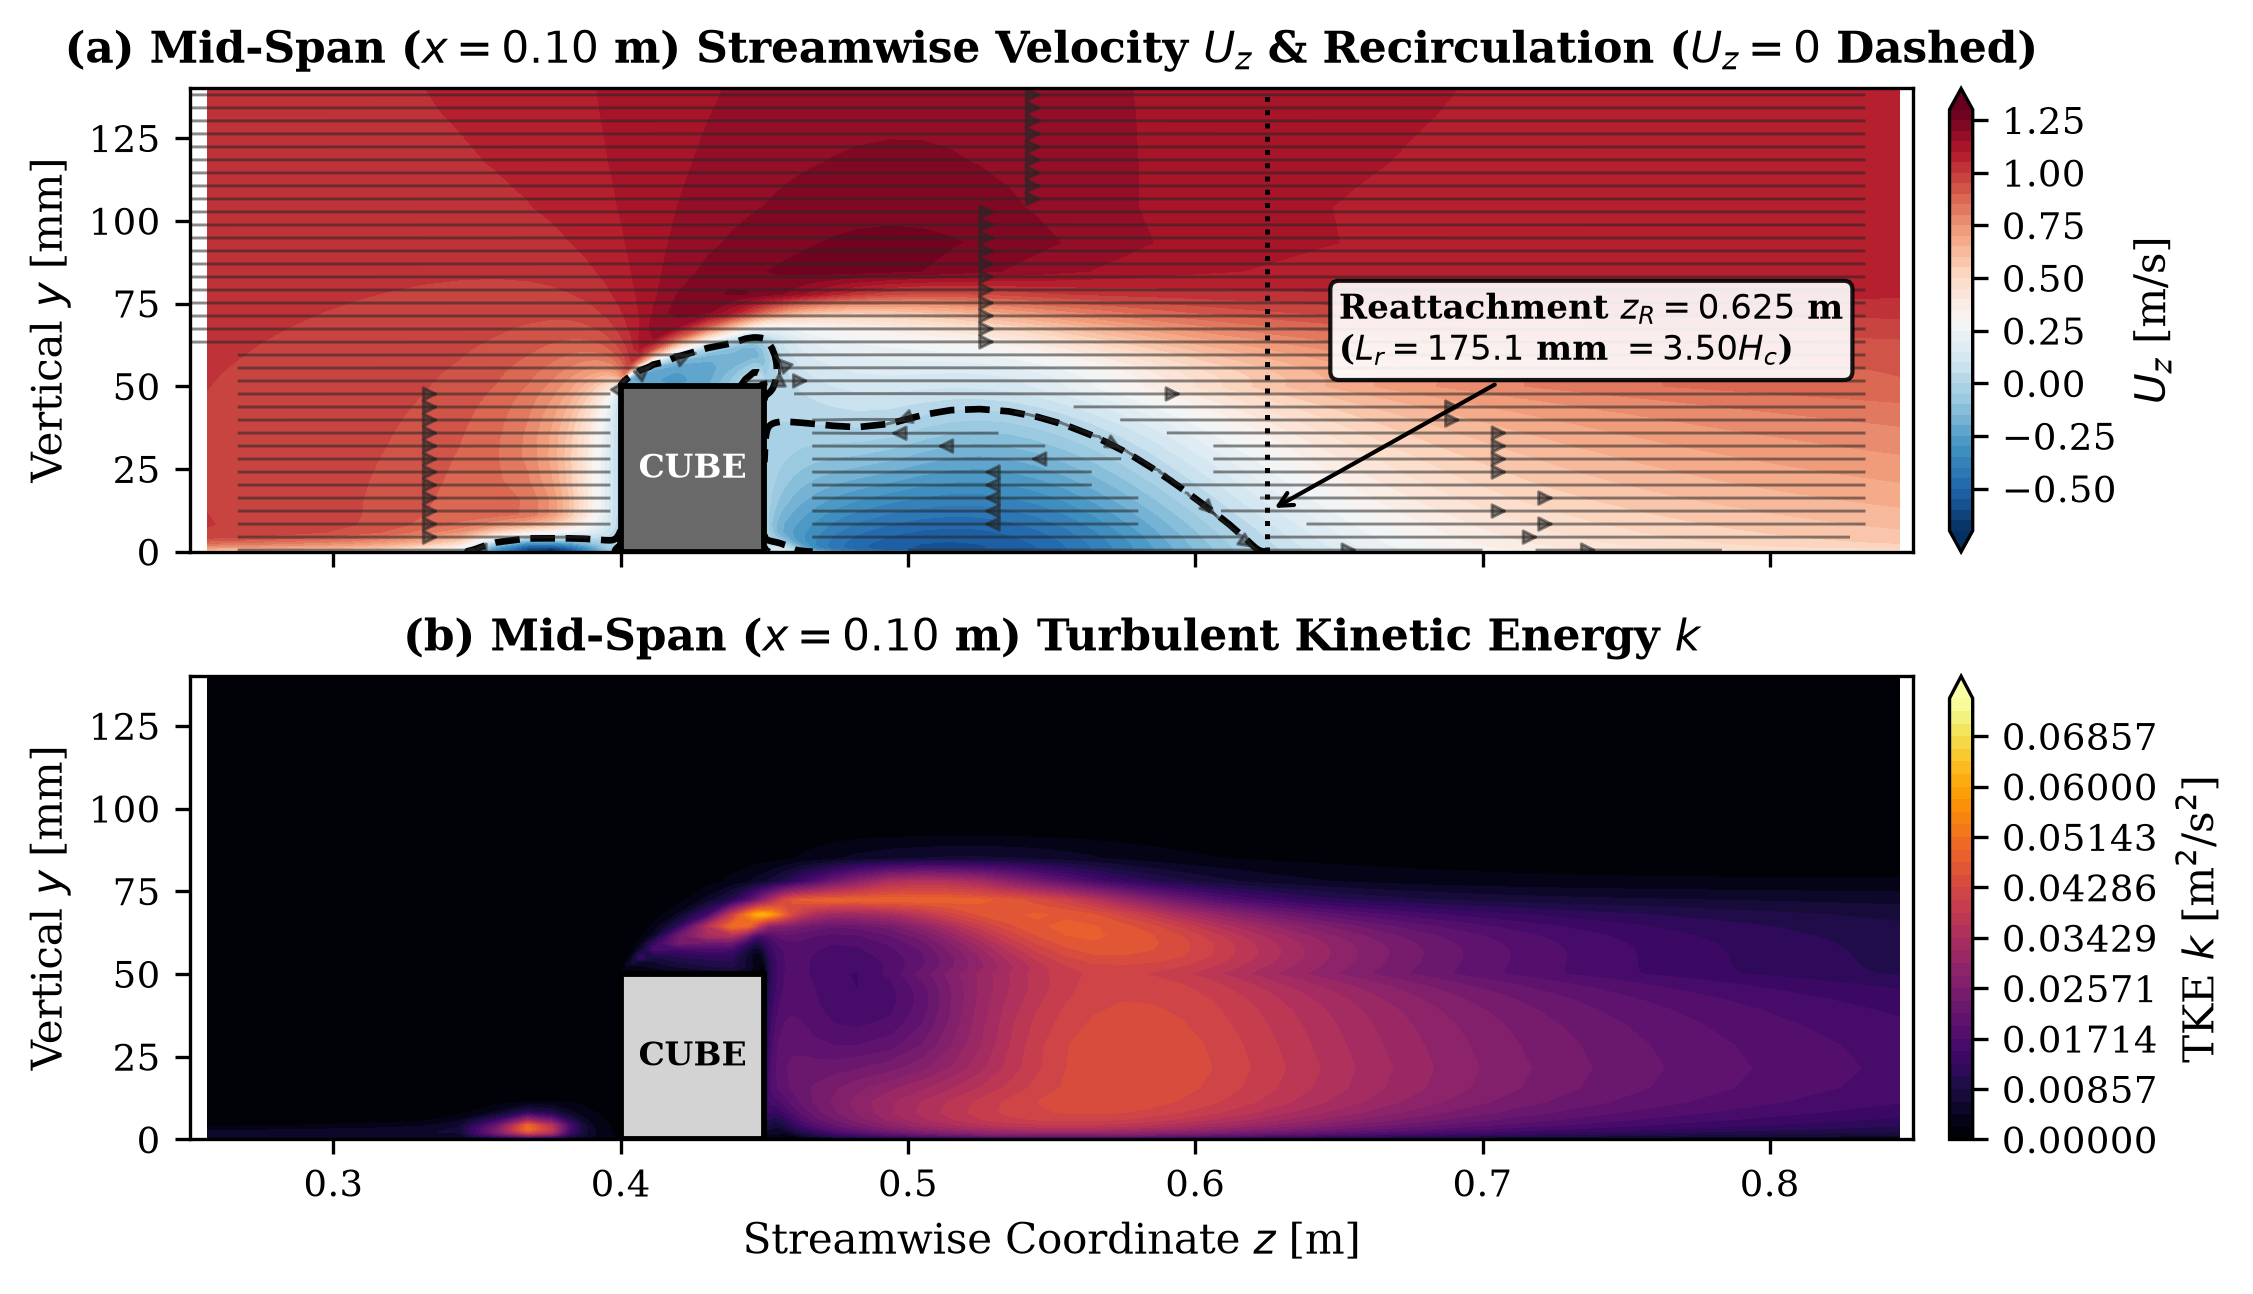 (a) Mid-Span (x = 0.10 m) Streamwise Velocity U_z & Recirculation (U_z = 0 Dashed)
Vertical y [mm]
125
100
75
50
25
0
CUBE
Reattachment z_R = 0.625 m
(L_r = 175.1 mm = 3.50H_c)
1.25
1.00
0.75
0.50
0.25
0.00
−0.25
−0.50
U_z [m/s]
(b) Mid-Span (x = 0.10 m) Turbulent Kinetic Energy k
Vertical y [mm]
125
100
75
50
25
0
CUBE
0.3 0.4 0.5 0.6 0.7 0.8
Streamwise Coordinate z [m]
0.06857
0.06000
0.05143
0.04286
0.03429
0.02571
0.01714
0.00857
0.00000
TKE k [m²/s²]